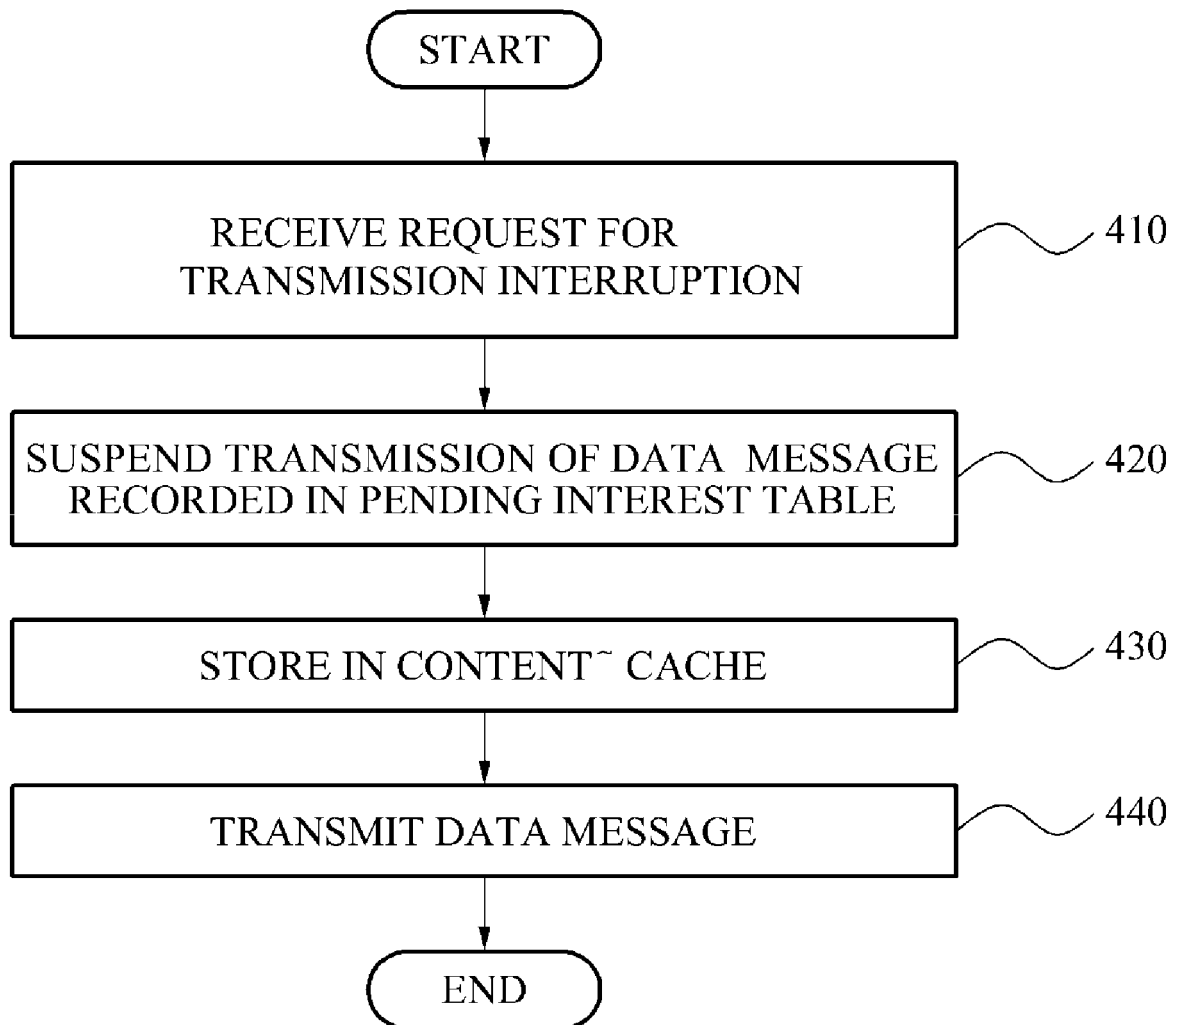 START
RECEIVE REQUEST FOR
TRANSMISSION INTERRUPTION
410
SUSPEND TRANSMISSION OF DATA MESSAGE
RECORDED IN PENDING INTEREST TABLE
420
STORE IN CONTENT˜ CACHE
430
TRANSMIT DATA MESSAGE
440
END